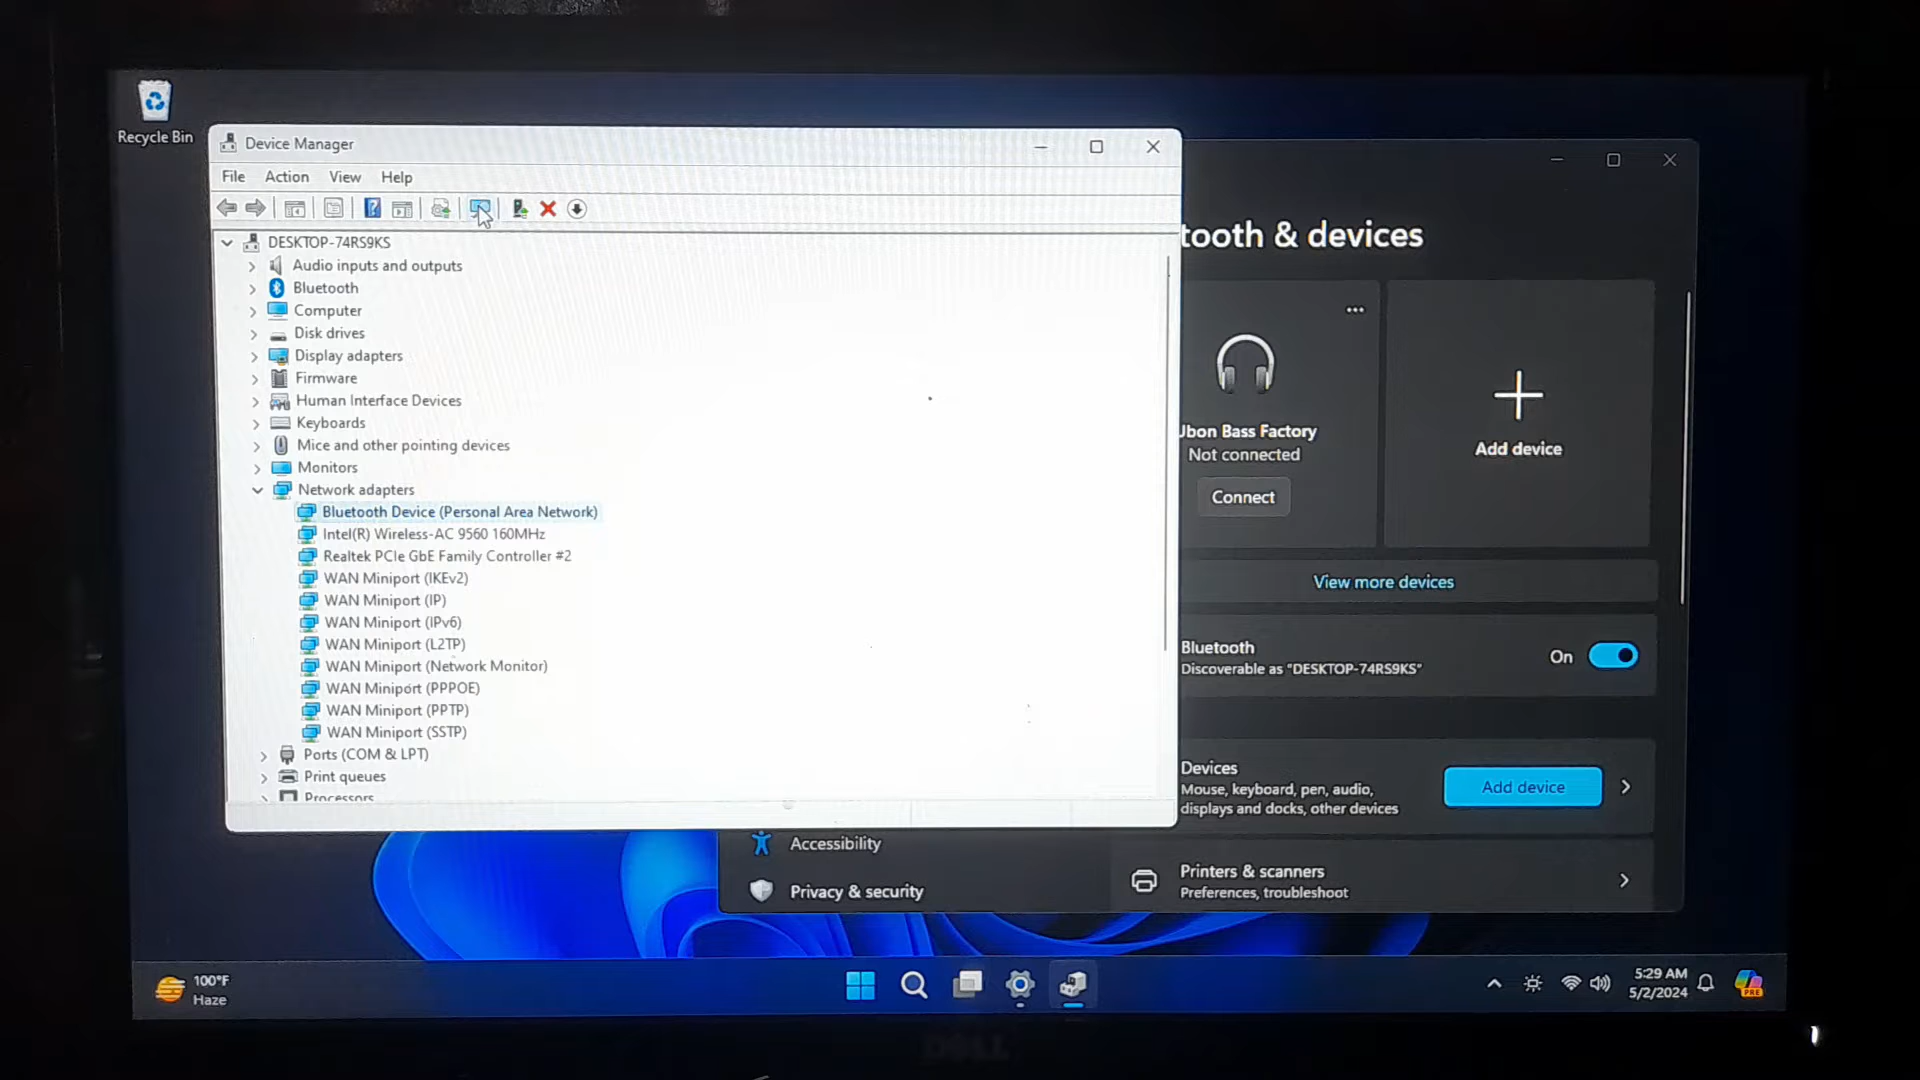 Recycle Bin
Device Manager
File Action View Help
DESKTOP-74RS9KS
Audio inputs and outputs
Bluetooth
Computer
Disk drives
Display adapters
Firmware
Human Interface Devices
Keyboards
Mice and other pointing devices
Monitors
Network adapters
Bluetooth Device (Personal Area Network)
Intel(R) Wireless-AC 9560 160MHz
Realtek PCIe GbE Family Controller #2
WAN Miniport (IKEv2)
WAN Miniport (IP)
WAN Miniport (IPv6)
WAN Miniport (L2TP)
WAN Miniport (Network Monitor)
WAN Miniport (PPPOE)
WAN Miniport (PPTP)
WAN Miniport (SSTP)
Ports (COM & LPT)
Print queues
Processors
tooth & devices
Ubon Bass Factory
Not connected
Connect
Add device
View more devices
Bluetooth
Discoverable as "DESKTOP-74RS9KS"
On
Devices
Mouse, keyboard, pen, audio,
displays and docks, other devices
Add device
Accessibility
Privacy & security
Printers & scanners
Preferences, troubleshoot
100°F
Haze
5:29 AM
5/2/2024
PRE
DELL